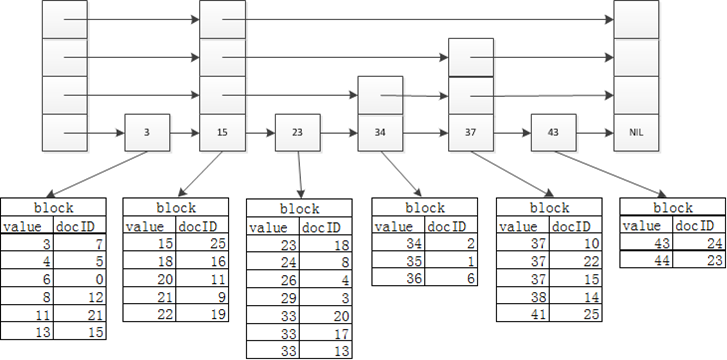 3 15 23 34 37 43 NIL
block block block block block block
value docID value docID value docID value docID value docID value docID
3 7 15 25 23 18 34 2 37 10 43 24
4 5 18 16 24 8 35 1 37 22 44 23
6 0 20 11 26 4 36 6 37 15
8 12 21 9 29 3 38 14
11 21 22 19 33 20 41 25
13 15 33 17
33 13